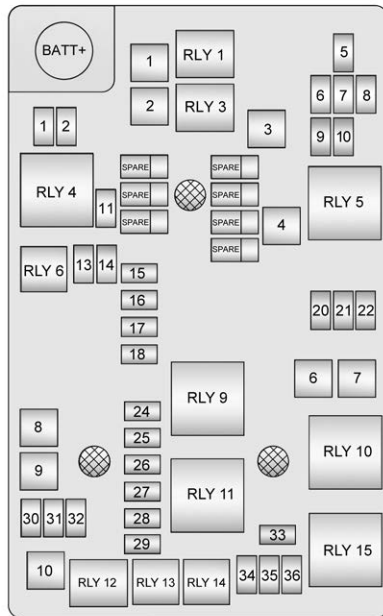 BATT+
1 RLY 1
5
2 RLY 3
6 7 8
1 2
3
9 10
RLY 4
SPARE SPARE
SPARE SPARE
RLY 5
11
SPARE SPARE
4
SPARE
RLY 6
13 14
15
16
17
20 21 22
18
RLY 9
6 7
24
8
25
RLY 10
26
9
27
RLY 11
28
30 31 32
33
29
RLY 15
10
RLY 12 RLY 13 RLY 14
34 35 36